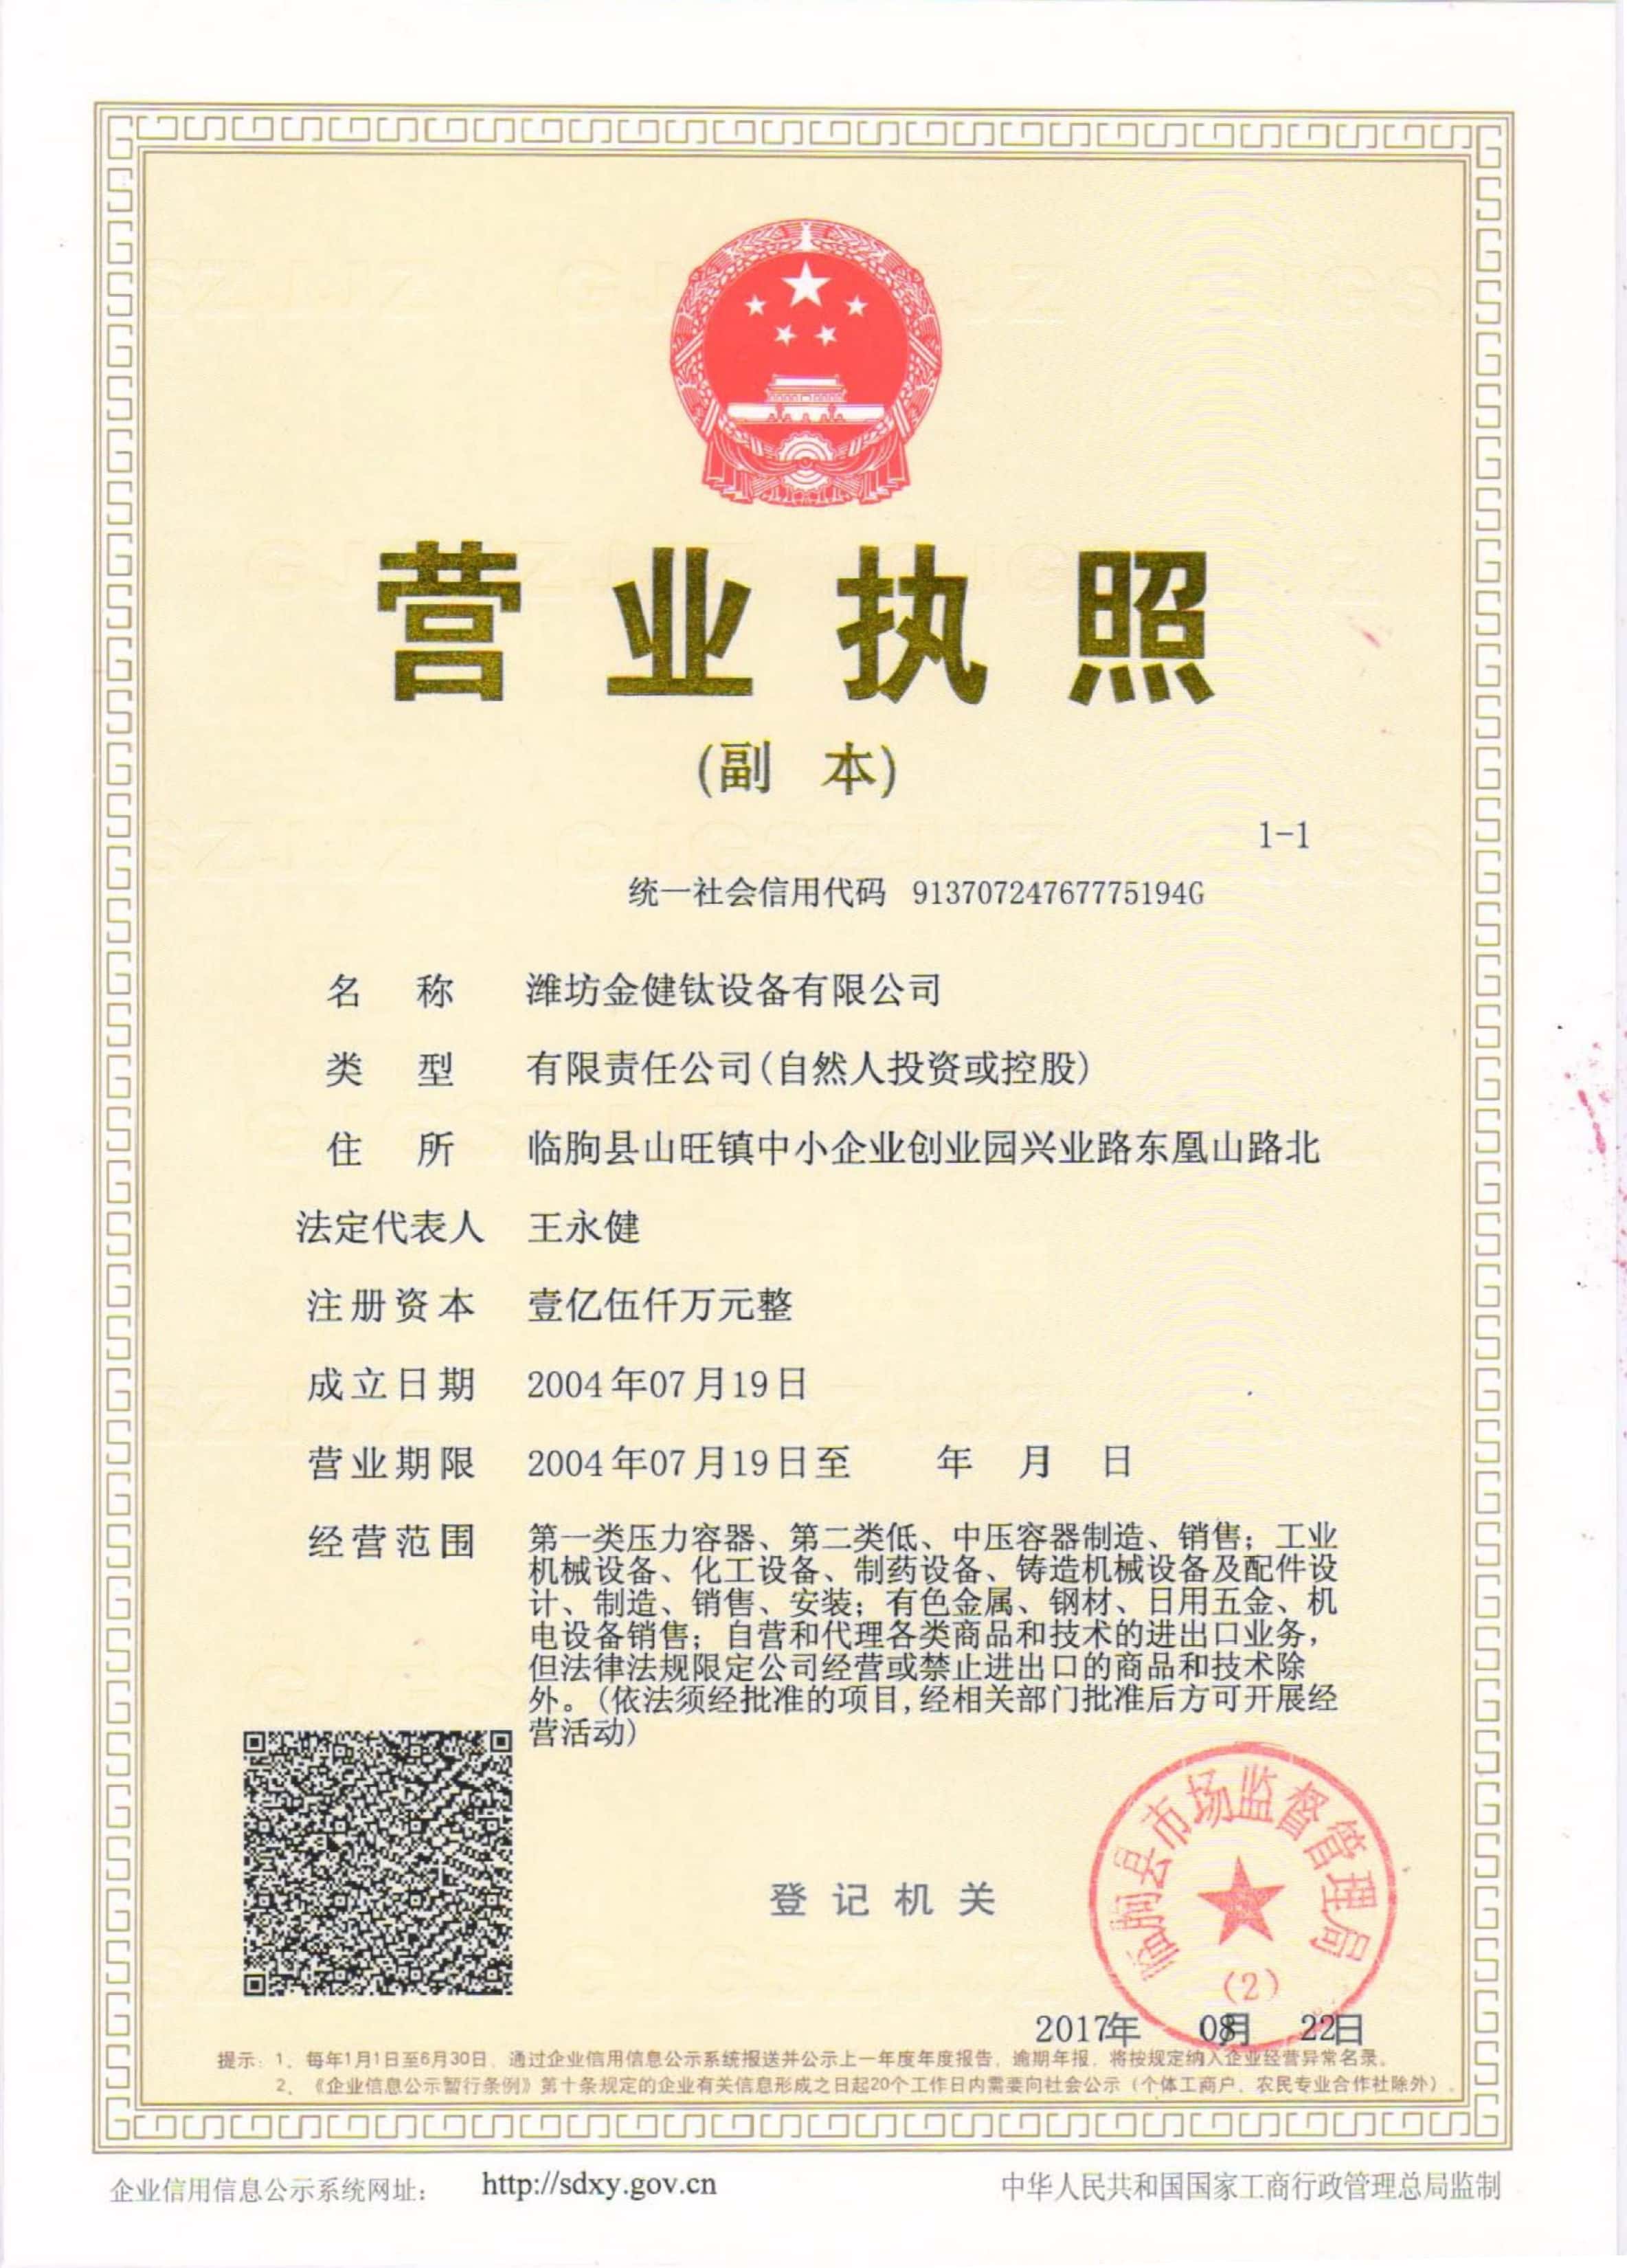 营业执照
(副 本)
1-1
统一社会信用代码 91370724767775194G
名 称 潍坊金健钛设备有限公司
类 型 有限责任公司(自然人投资或控股)
住 所 临朐县山旺镇中小企业创业园兴业路东凰山路北
法定代表人 王永健
注册资本 壹亿伍仟万元整
成立日期 2004年07月19日
营业期限 2004年07月19日至 年 月 日
经营范围 第一类压力容器、第二类低、中压容器制造、销售；工业
机械设备、化工设备、制药设备、铸造机械设备及配件设
计、制造、销售、安装；有色金属、钢材、日用五金、机
电设备销售；自营和代理各类商品和技术的进出口业务，
但法律法规限定公司经营或禁止进出口的商品和技术除
外。(依法须经批准的项目,经相关部门批准后方可开展经
营活动)
登记机关
临朐县市场监督管理局
(2)
2017年 08月 22日
提示：1、每年1月1日至6月30日，通过企业信用信息公示系统报送并公示上一年度年度报告，逾期年报，将按规定纳入企业经营异常名录。
2、《企业信息公示暂行条例》第十条规定的企业有关信息形成之日起20个工作日内需要向社会公示（个体工商户、农民专业合作社除外）。
企业信用信息公示系统网址： http://sdxy.gov.cn 中华人民共和国国家工商行政管理总局监制